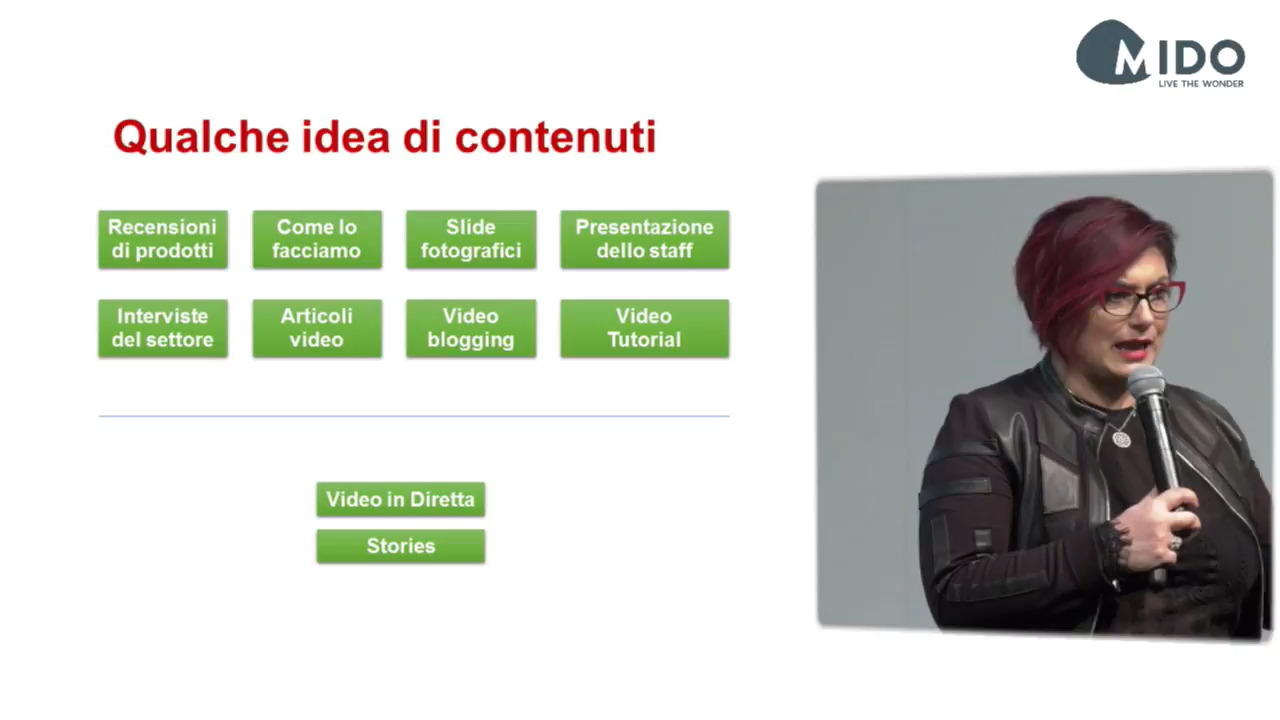 MIDO
LIVE THE WONDER
Qualche idea di contenuti
Recensioni
di prodotti
Come lo
facciamo
Slide
fotografici
Presentazione
dello staff
Interviste
del settore
Articoli
video
Video
blogging
Video
Tutorial
Video in Diretta
Stories